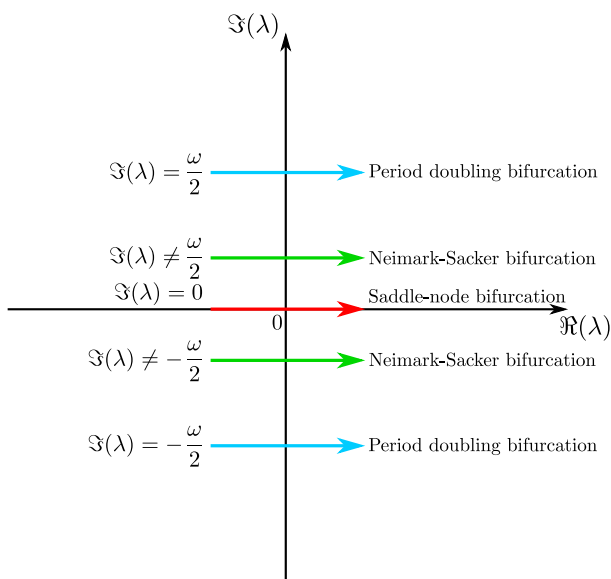 ℑ(λ)
ℑ(λ) = ω/2 Period doubling bifurcation
ℑ(λ) ≠ ω/2 Neimark-Sacker bifurcation
ℑ(λ) = 0 Saddle-node bifurcation
0 ℜ(λ)
ℑ(λ) ≠ −ω/2 Neimark-Sacker bifurcation
ℑ(λ) = −ω/2 Period doubling bifurcation